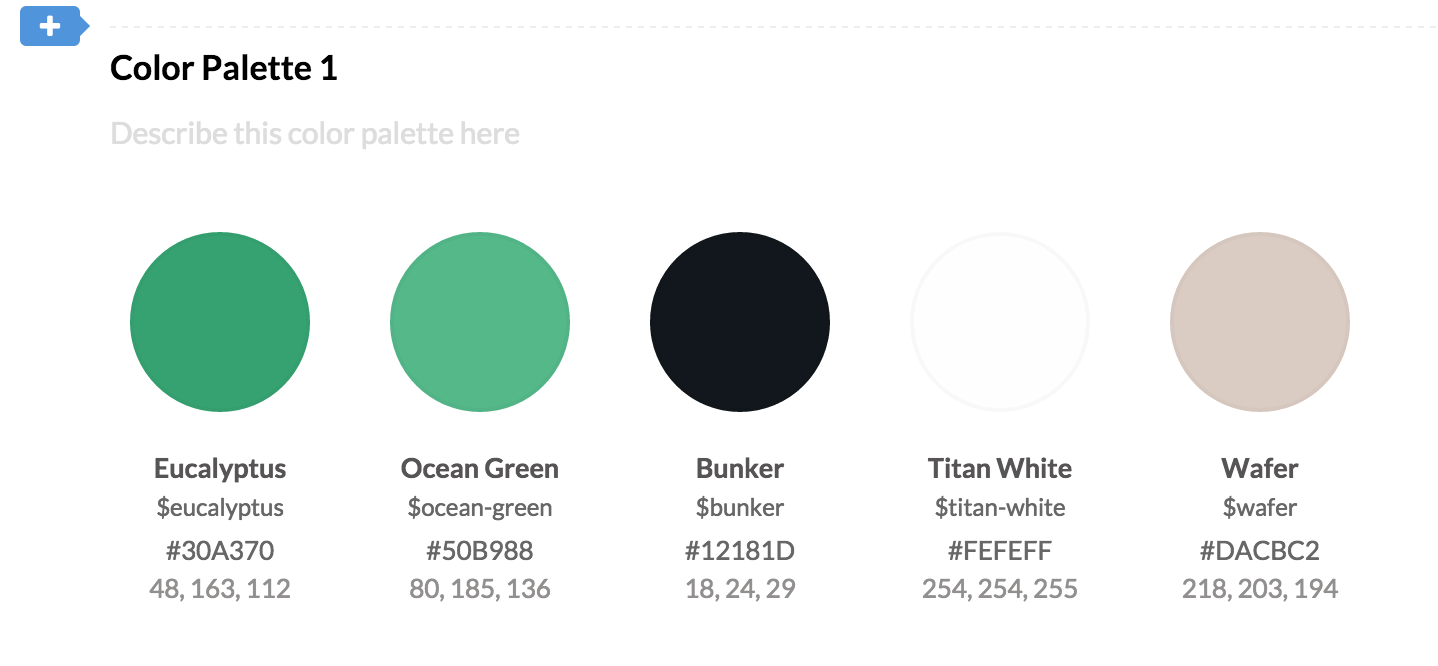 Color Palette 1
Describe this color palette here
Eucalyptus
$eucalyptus
#30A370
48, 163, 112
Ocean Green
$ocean-green
#50B988
80, 185, 136
Bunker
$bunker
#12181D
18, 24, 29
Titan White
$titan-white
#FEFEFF
254, 254, 255
Wafer
$wafer
#DACBC2
218, 203, 194